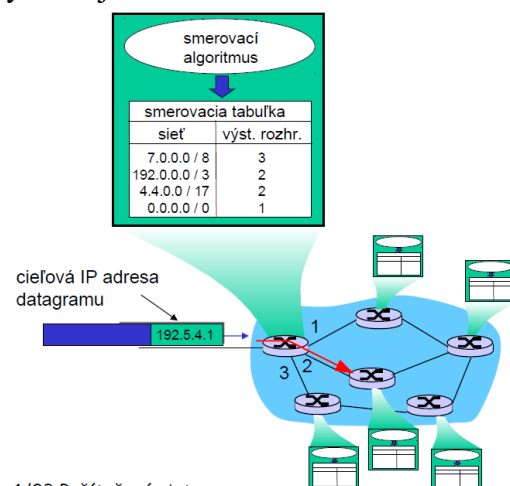 smerovací
algoritmus
smerovacia tabuľka
sieť výst. rozhr.
7.0.0.0 / 8 3
192.0.0.0 / 3 2
4.4.0.0 / 17 2
0.0.0.0 / 0 1
cieľová IP adresa
datagramu
192.5.4.1
1
2
3